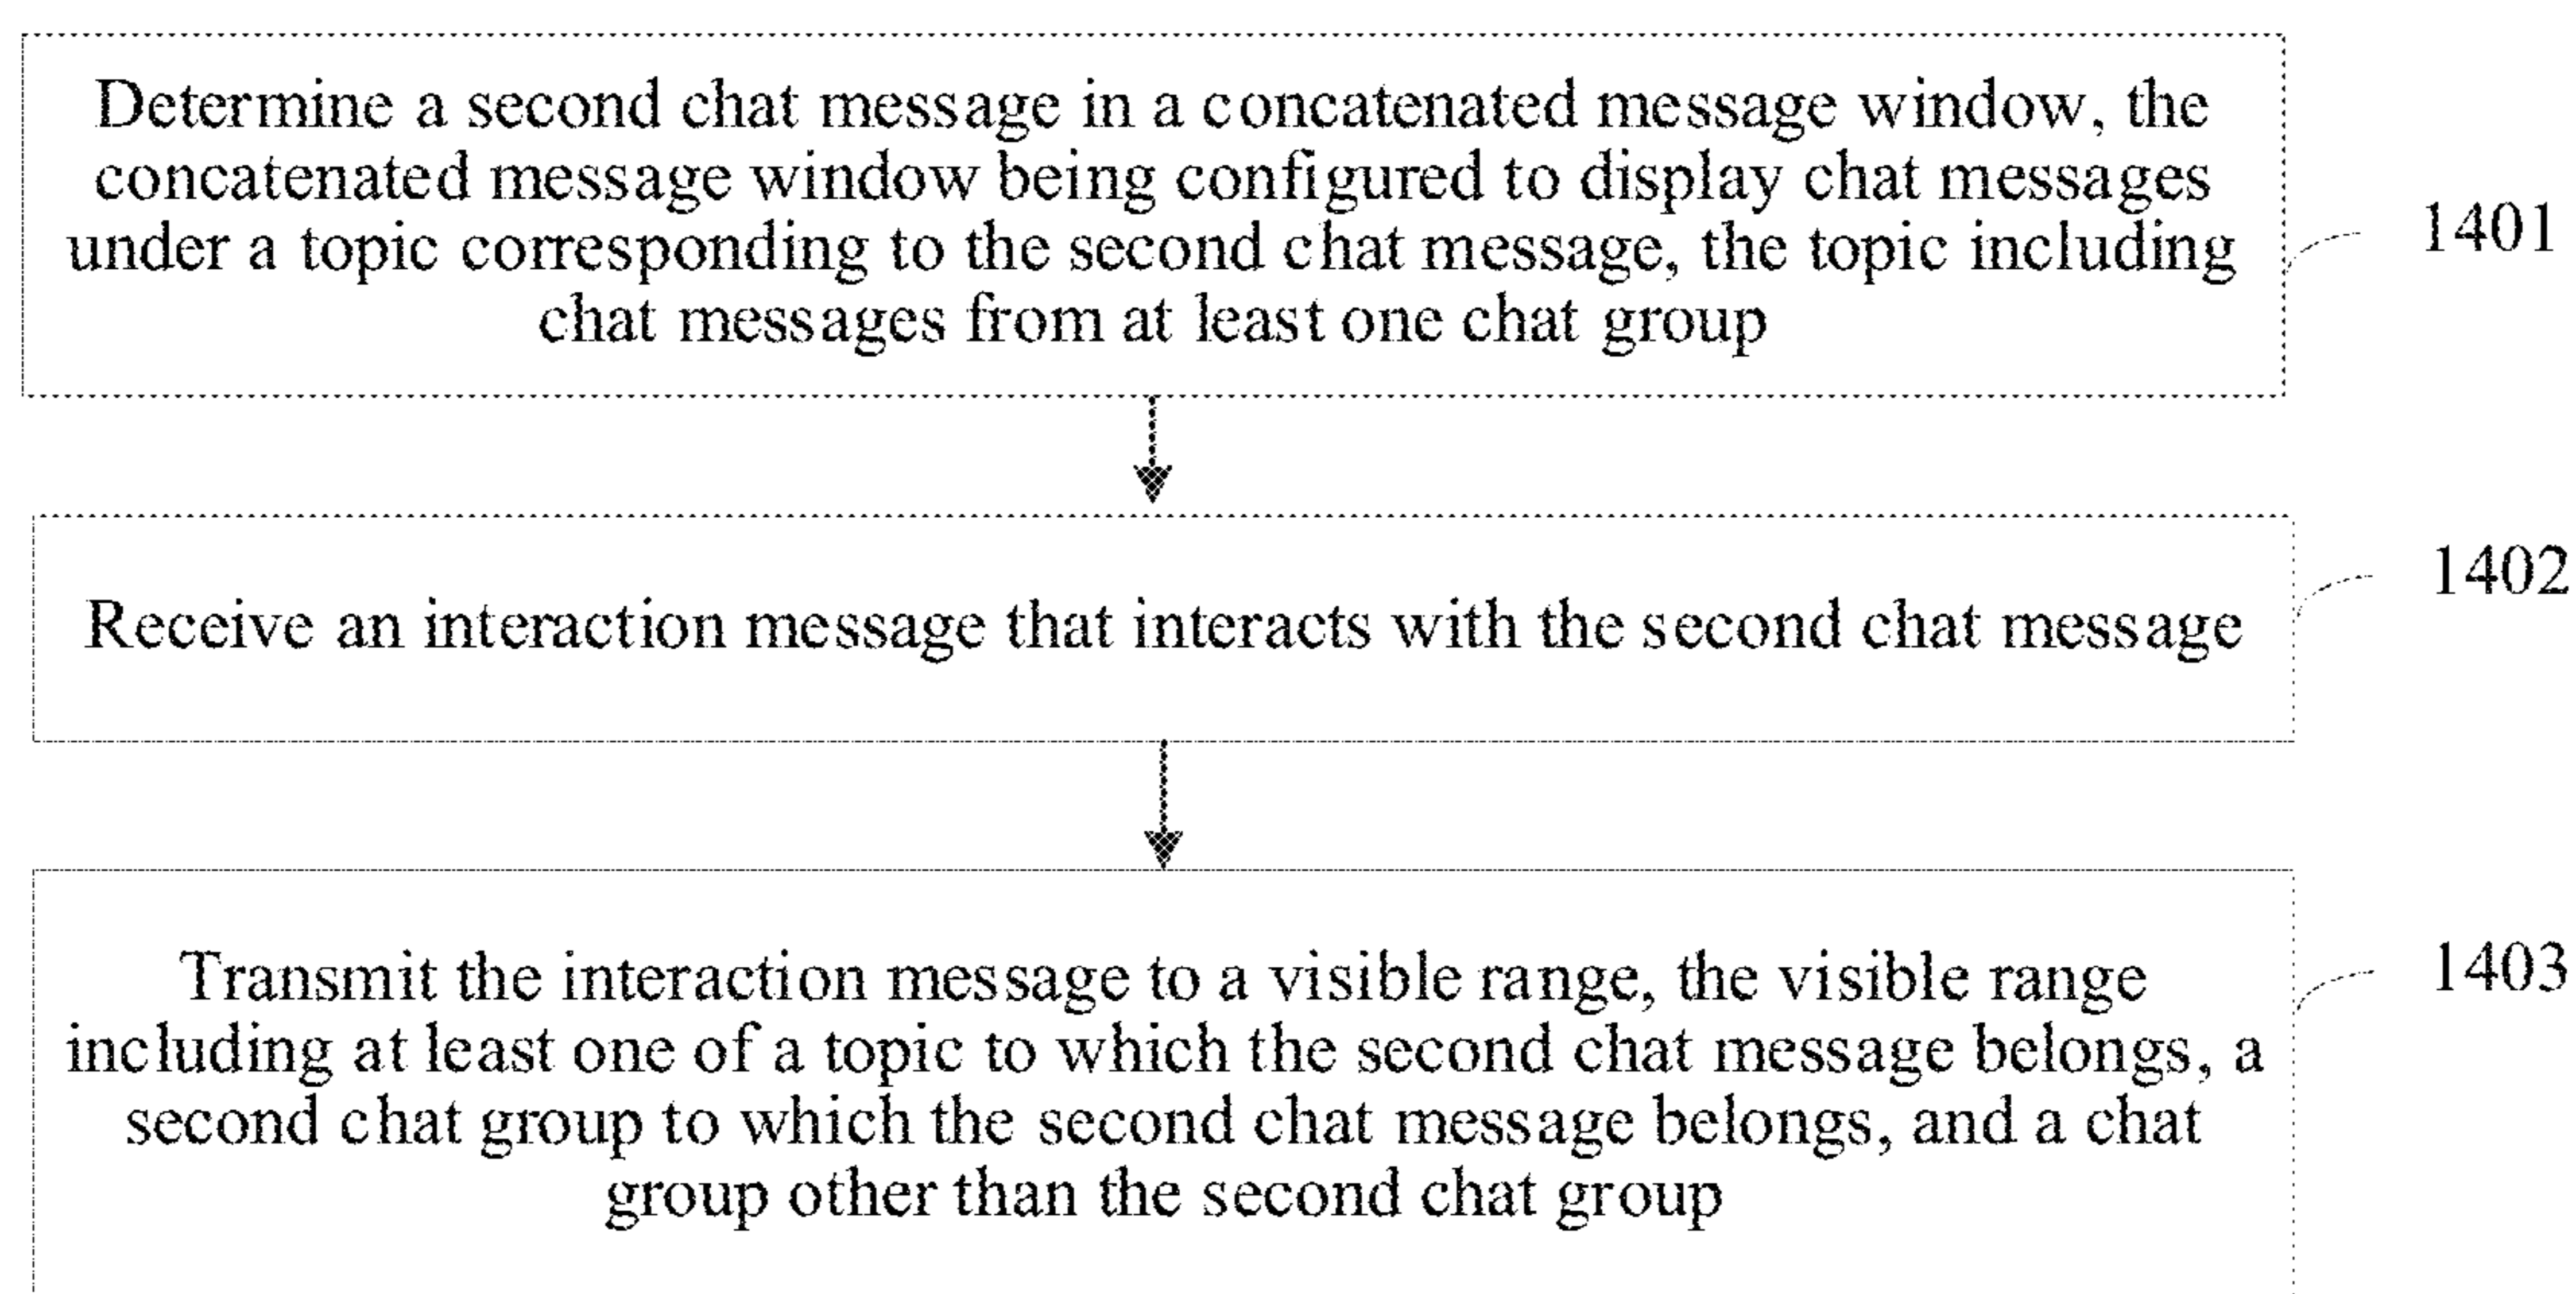 Determine a second chat message in a concatenated message window, the
concatenated message window being configured to display chat messages
under a topic corresponding to the second chat message, the topic including
chat messages from at least one chat group
1401
Receive an interaction message that interacts with the second chat message
1402
Transmit the interaction message to a visible range, the visible range
including at least one of a topic to which the second chat message belongs, a
second chat group to which the second chat message belongs, and a chat
group other than the second chat group
1403